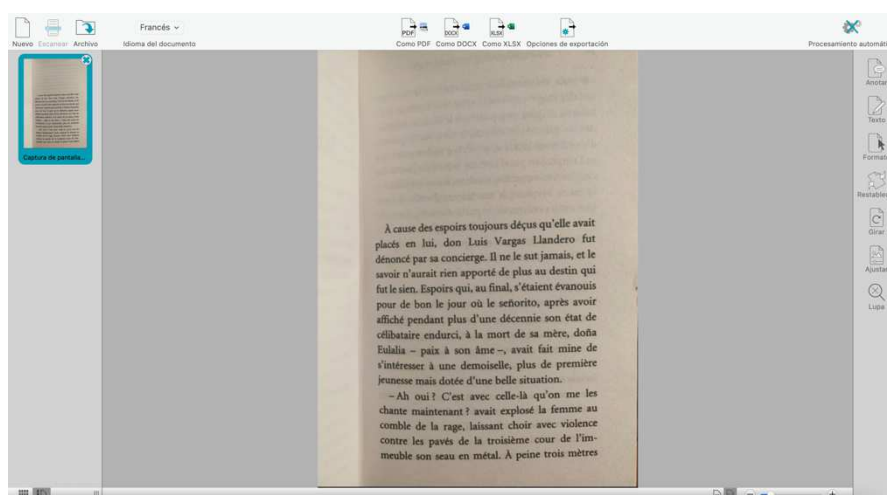 Francés
Nuevo Escanear Archivo
Idioma del documento
PDF DOCX XLSX
Como PDF Como DOCX Como XLSX Opciones de exportación
Procesamiento automáti
Captura de pantalla...
Anotar
Texto
Format
Restable
Girar
Ajusta
Lupa
À cause des espoirs toujours déçus qu'elle avait
placés en lui, don Luis Vargas Llandero fut
dénoncé par sa concierge. Il ne le sut jamais, et le
savoir n'aurait rien apporté de plus au destin qui
fut le sien. Espoirs qui, au final, s'étaient évanouis
pour de bon le jour où le señorito, après avoir
affiché pendant plus d'une décennie son état de
célibataire endurci, à la mort de sa mère, doña
Eulalia – paix à son âme –, avait fait mine de
s'intéresser à une demoiselle, plus de première
jeunesse mais dotée d'une belle situation.
– Ah oui ? C'est avec celle-là qu'on me les
chante maintenant ? avait explosé la femme au
comble de la rage, laissant choir avec violence
contre les pavés de la troisième cour de l'im-
meuble son seau en métal. À peine trois mètres